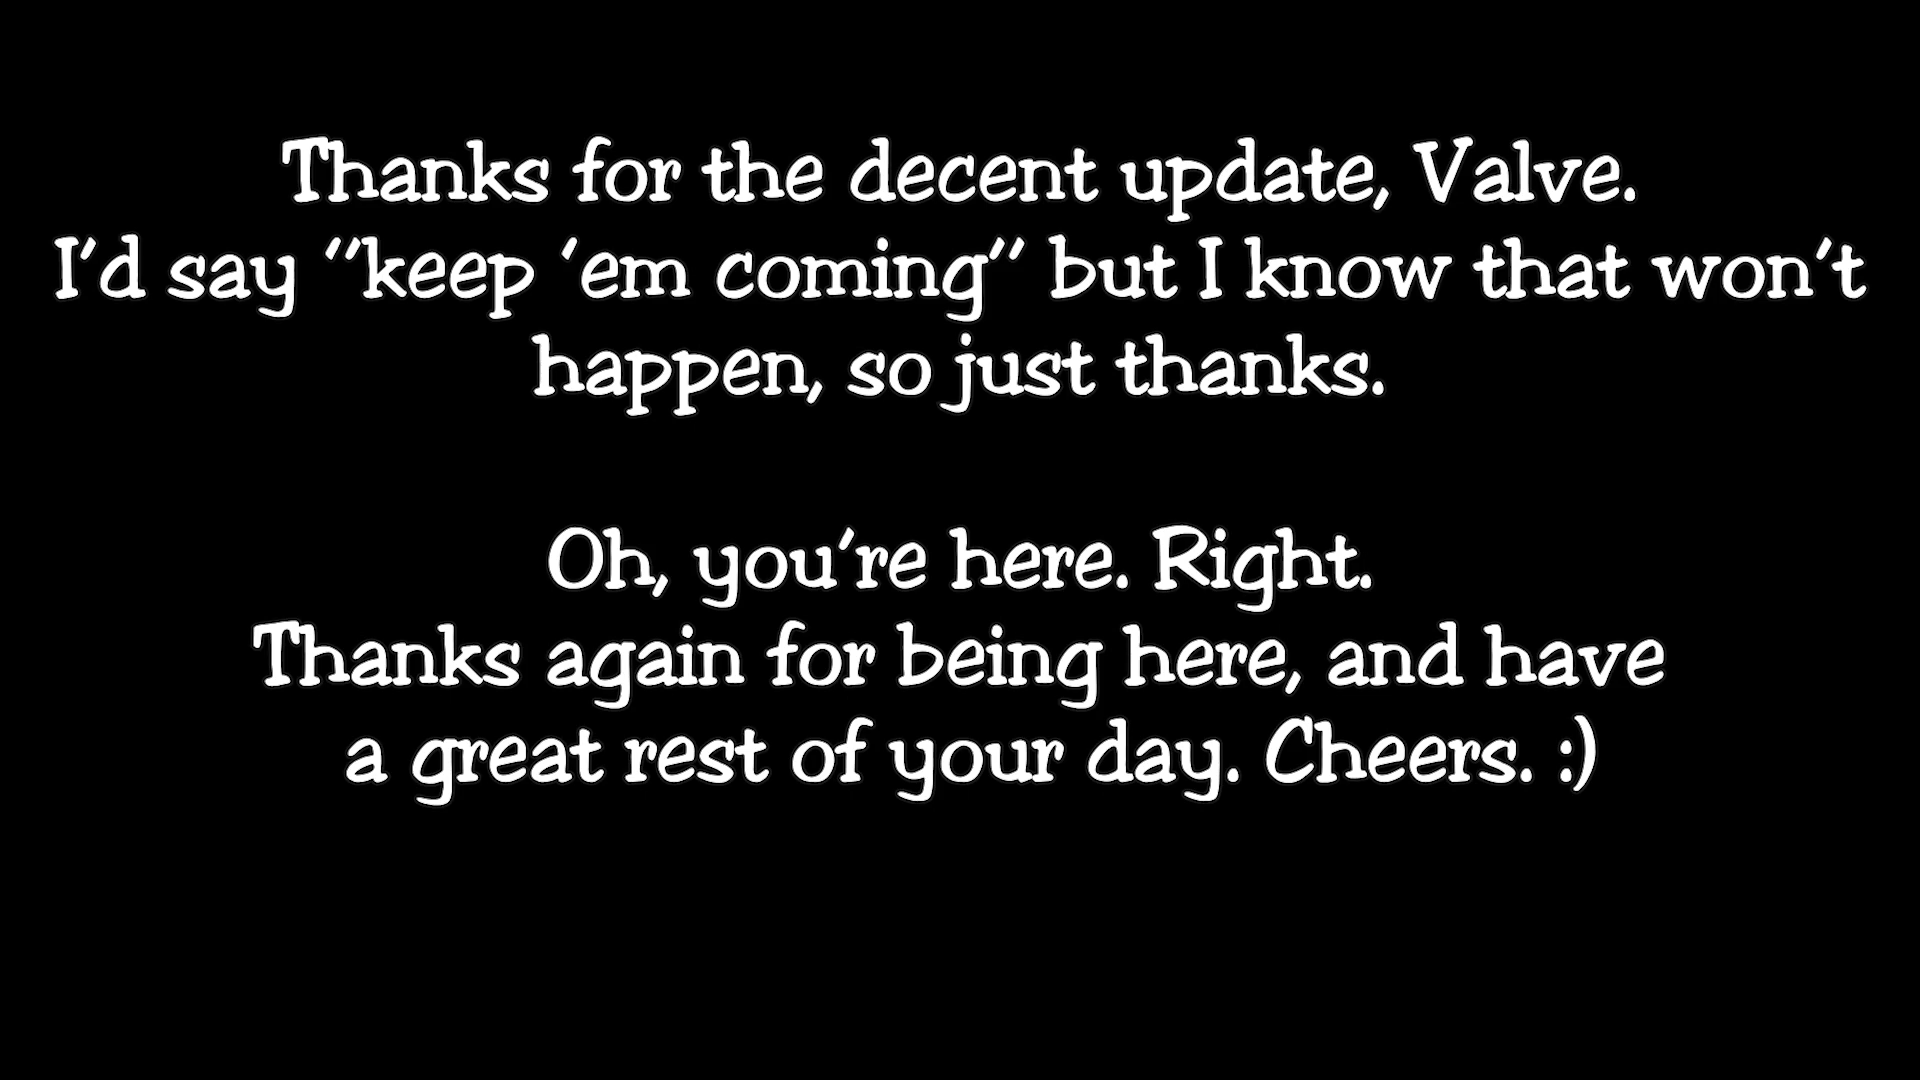 Thanks for the decent update, Valve.
I'd say "keep 'em coming" but I know that won't
happen, so just thanks.
Oh, you're here. Right.
Thanks again for being here, and have
a great rest of your day. Cheers. :)